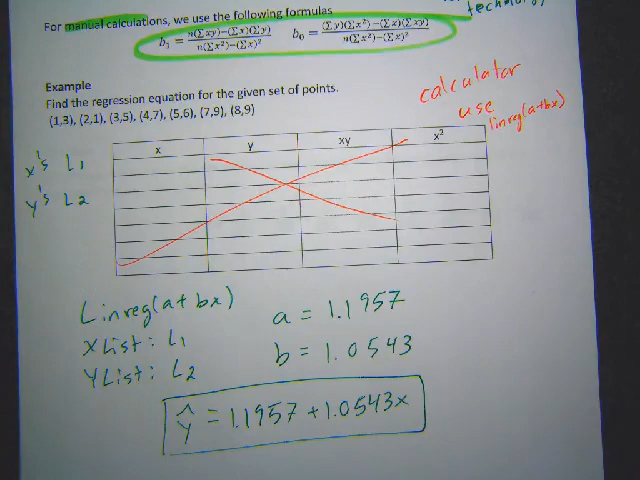 For manual calculations, we use the following formulas
b₁ = n(Σxy)−(Σx)(Σy) / n(Σx²)−(Σx)² b₀ = (Σy)(Σx²)−(Σx)(Σxy) / n(Σx²)−(Σx)²
Example
Find the regression equation for the given set of points.
(1,3), (2,1), (3,5), (4,7), (5,6), (7,9), (8,9)
calculator
use
linreg(a+bx)
x y xy x²
x's L1
y's L2
Linreg(a+bx)
XList: L1
YList: L2
a = 1.1957
b = 1.0543
ŷ = 1.1957 + 1.0543x